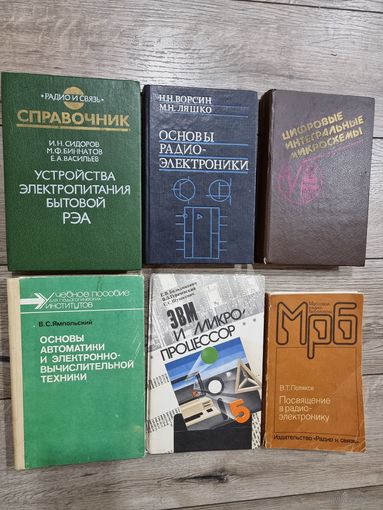 «РАДИО И СВЯЗЬ»
СПРАВОЧНИК
И.Н.СИДОРОВ
М.Ф.БИННАТОВ
Е.А.ВАСИЛЬЕВ
УСТРОЙСТВА
ЭЛЕКТРОПИТАНИЯ
БЫТОВОЙ
РЭА
Н.Н.ВОРСИН
М.Н.ЛЯШКО
ОСНОВЫ
РАДИО-
ЭЛЕКТРОНИКИ
ЦИФРОВЫЕ
ИНТЕГРАЛЬНЫЕ
МИКРОСХЕМЫ
Учебное пособие
для педагогических
институтов
В.С.Ямпольский
ОСНОВЫ
АВТОМАТИКИ
И ЭЛЕКТРОННО-
ВЫЧИСЛИТЕЛЬНОЙ
ТЕХНИКИ
ЭВМ
И МИКРО
ПРОЦЕССОР
5
Массовая
Мрб
В.Т.Поляков
Посвящение
в радио-
электронику
Издательство «Радио и связь»